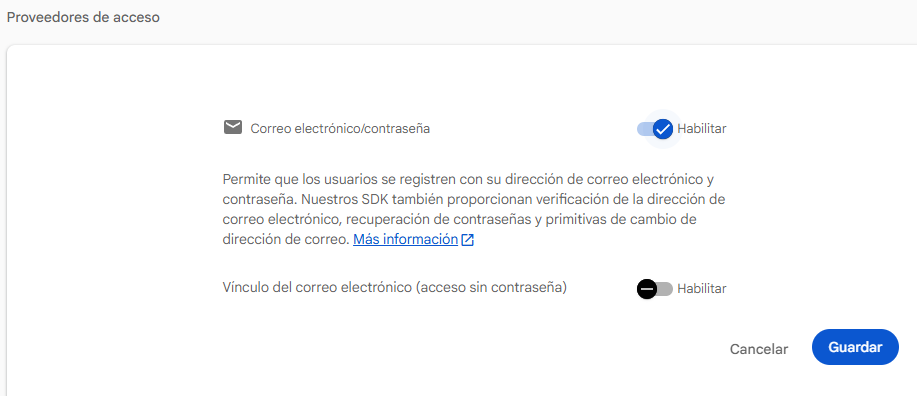 Proveedores de acceso
Correo electrónico/contraseña
Habilitar
Permite que los usuarios se registren con su dirección de correo electrónico y
contraseña. Nuestros SDK también proporcionan verificación de la dirección de
correo electrónico, recuperación de contraseñas y primitivas de cambio de
dirección de correo. Más información
Vínculo del correo electrónico (acceso sin contraseña)
Habilitar
Cancelar
Guardar